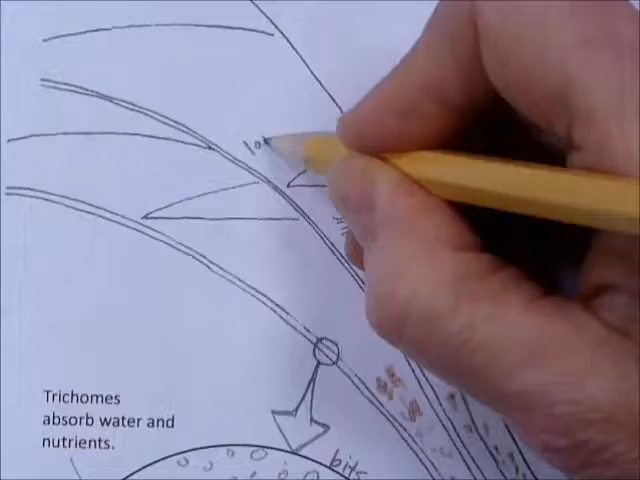 Trichomes
absorb water and
nutrients.
bits